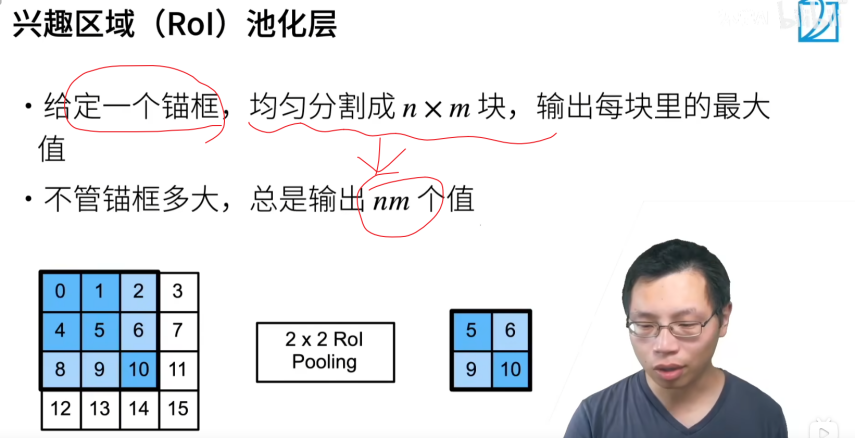 兴趣区域（RoI）池化层
• 给定一个锚框，均匀分割成 n × m 块，输出每块里的最大
值
• 不管锚框多大，总是输出 nm 个值
0 1 2 3
4 5 6 7
8 9 10 11
12 13 14 15
2 x 2 RoI
Pooling
5 6
9 10